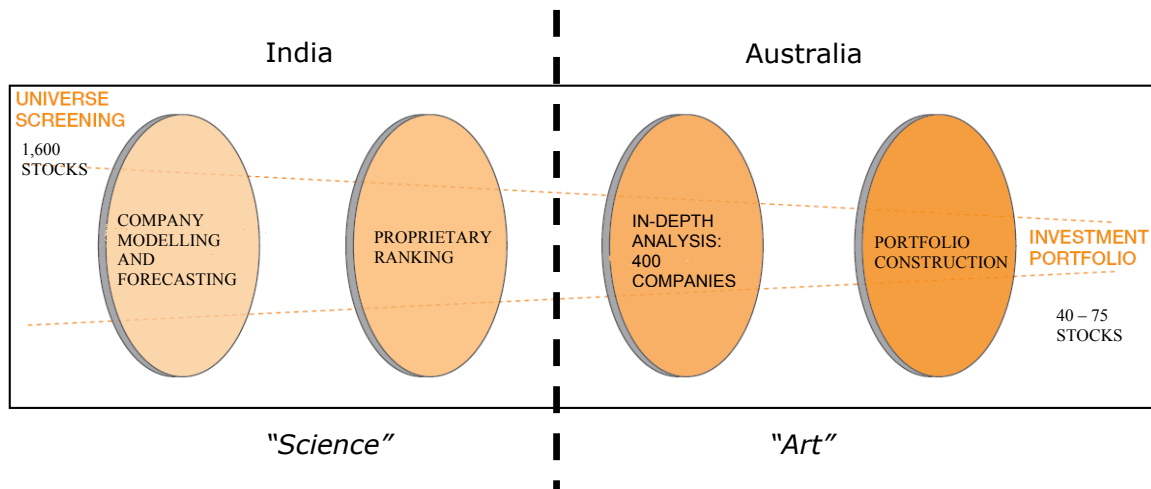 India
Australia
UNIVERSE
SCREENING
1,600
STOCKS
COMPANY
MODELLING
AND
FORECASTING
PROPRIETARY
RANKING
IN-DEPTH
ANALYSIS:
400
COMPANIES
PORTFOLIO
CONSTRUCTION
INVESTMENT
PORTFOLIO
40 – 75
STOCKS
“Science”
“Art”